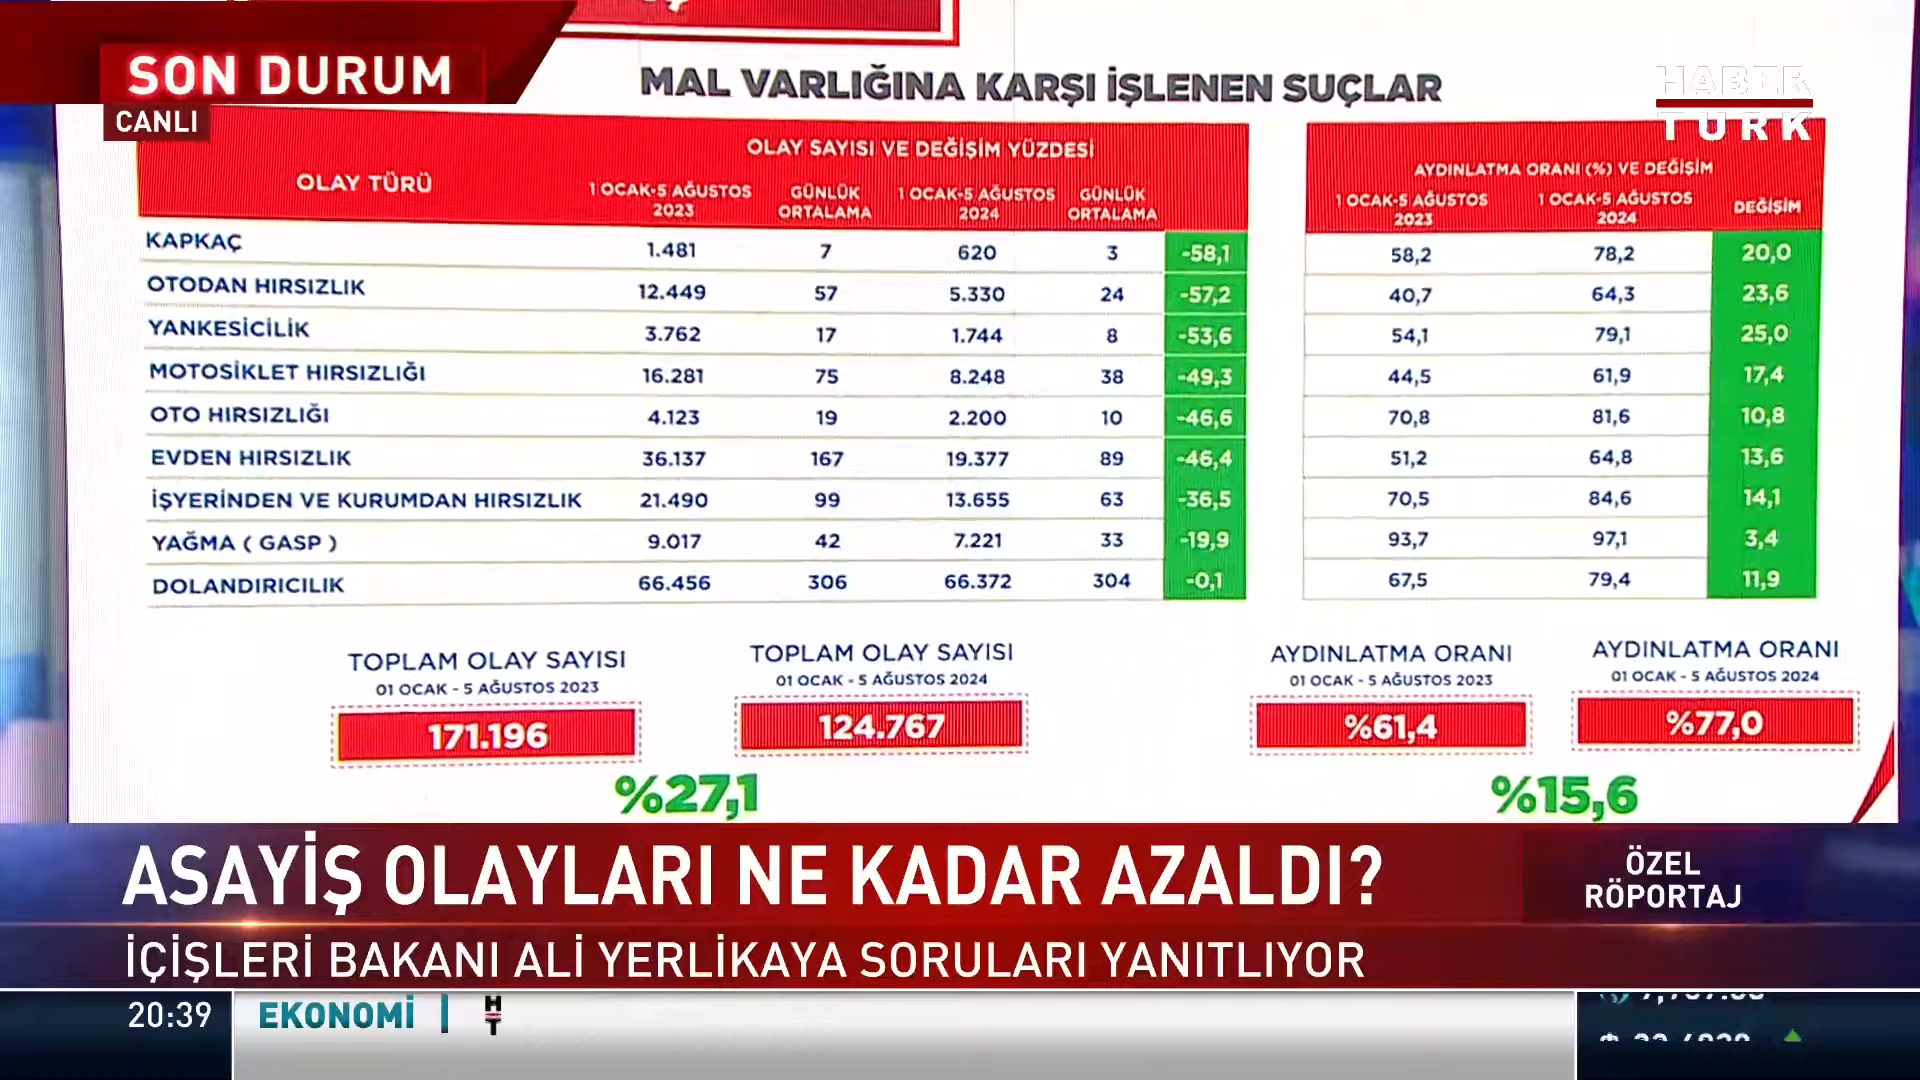 SON DURUM
CANLI
MAL VARLIĞINA KARŞI İŞLENEN SUÇLAR
HABER
TURK
OLAY TÜRÜ
OLAY SAYISI VE DEĞİŞİM YÜZDESİ
1 OCAK-5 AĞUSTOS 2023 GÜNLÜK ORTALAMA 1 OCAK-5 AĞUSTOS 2024 GÜNLÜK ORTALAMA
AYDINLATMA ORANI (%) VE DEĞİŞİM
1 OCAK-5 AĞUSTOS 2023 1 OCAK-5 AĞUSTOS 2024 DEĞİŞİM
KAPKAÇ 1.481 7 620 3 -58,1 58,2 78,2 20,0
OTODAN HIRSIZLIK 12.449 57 5.330 24 -57,2 40,7 64,3 23,6
YANKESİCİLİK 3.762 17 1.744 8 -53,6 54,1 79,1 25,0
MOTOSİKLET HIRSIZLIĞI 16.281 75 8.248 38 -49,3 44,5 61,9 17,4
OTO HIRSIZLIĞI 4.123 19 2.200 10 -46,6 70,8 81,6 10,8
EVDEN HIRSIZLIK 36.137 167 19.377 89 -46,4 51,2 64,8 13,6
İŞYERİNDEN VE KURUMDAN HIRSIZLIK 21.490 99 13.655 63 -36,5 70,5 84,6 14,1
YAĞMA ( GASP ) 9.017 42 7.221 33 -19,9 93,7 97,1 3,4
DOLANDIRICILIK 66.456 306 66.372 304 -0,1 67,5 79,4 11,9
TOPLAM OLAY SAYISI TOPLAM OLAY SAYISI AYDINLATMA ORANI AYDINLATMA ORANI
01 OCAK - 5 AĞUSTOS 2023 01 OCAK - 5 AĞUSTOS 2024 01 OCAK - 5 AĞUSTOS 2023 01 OCAK - 5 AĞUSTOS 2024
171.196 124.767 %61,4 %77,0
%27,1 %15,6
ASAYİŞ OLAYLARI NE KADAR AZALDI?
ÖZEL
RÖPORTAJ
İÇİŞLERİ BAKANI ALİ YERLİKAYA SORULARI YANITLIYOR
20:39 EKONOMİ | HT